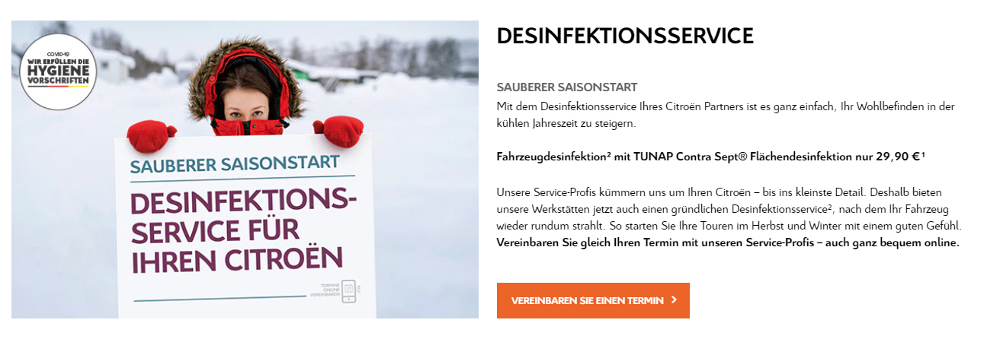 COVID-19
WIR ERFÜLLEN DIE
HYGIENE
VORSCHRIFTEN
SAUBERER SAISONSTART
DESINFEKTIONS-
SERVICE FÜR
IHREN CITROËN
TERMINE
ONLINE
VEREINBAREN
DESINFEKTIONSSERVICE
SAUBERER SAISONSTART
Mit dem Desinfektionsservice Ihres Citroën Partners ist es ganz einfach, Ihr Wohlbefinden in der
kühlen Jahreszeit zu steigern.
Fahrzeugdesinfektion² mit TUNAP Contra Sept® Flächendesinfektion nur 29,90 €¹
Unsere Service-Profis kümmern uns um Ihren Citroën – bis ins kleinste Detail. Deshalb bieten
unsere Werkstätten jetzt auch einen gründlichen Desinfektionsservice², nach dem Ihr Fahrzeug
wieder rundum strahlt. So starten Sie Ihre Touren im Herbst und Winter mit einem guten Gefühl.
Vereinbaren Sie gleich Ihren Termin mit unseren Service-Profis – auch ganz bequem online.
VEREINBAREN SIE EINEN TERMIN